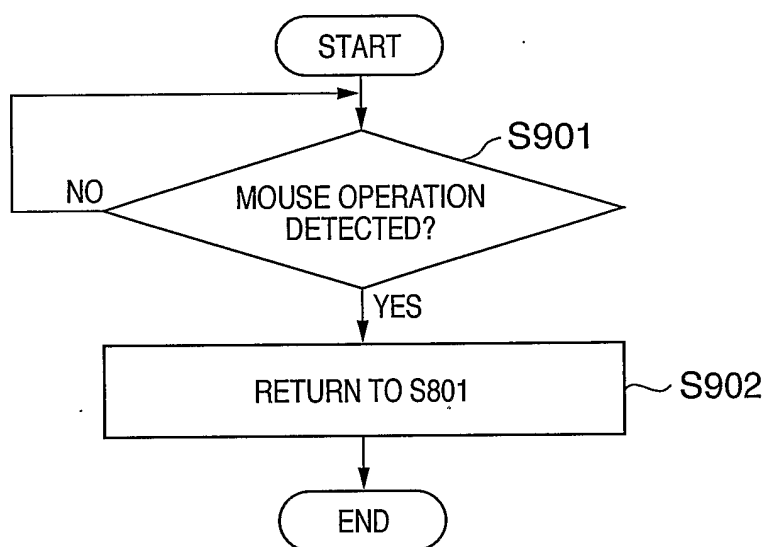 START
S901
NO
MOUSE OPERATION
DETECTED?
YES
RETURN TO S801
S902
END